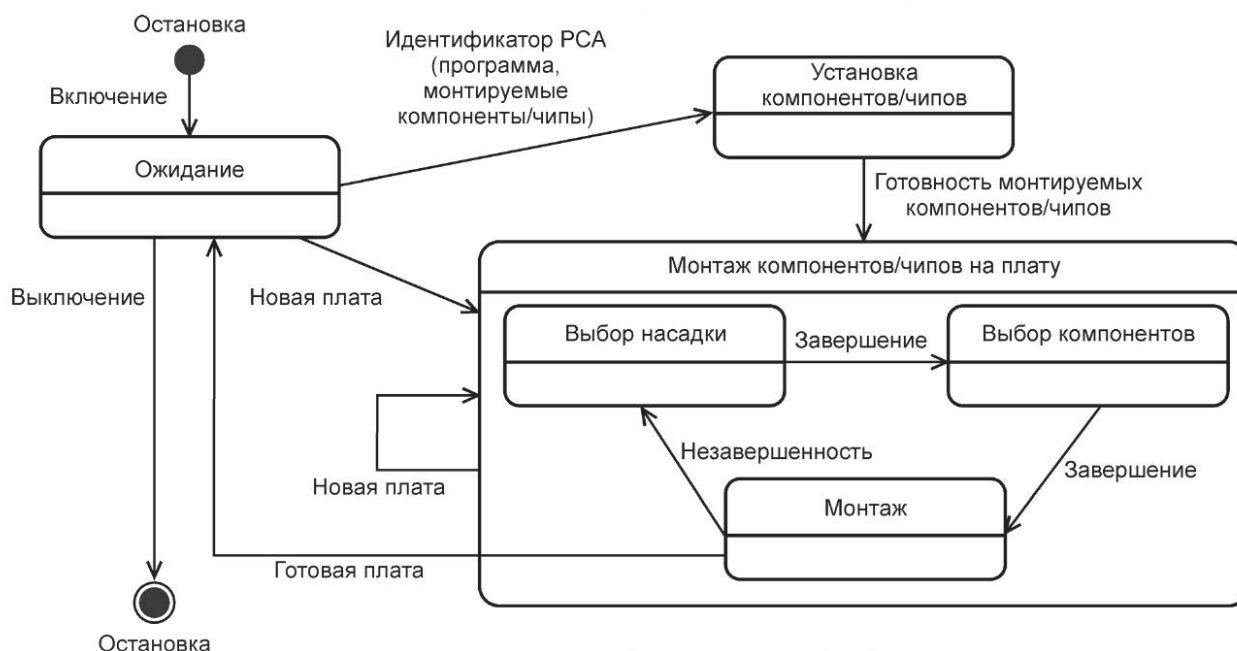 Остановка
Включение
Ожидание
Идентификатор PCA
(программа,
монтируемые
компоненты/чипы)
Установка
компонентов/чипов
Готовность монтируемых
компонентов/чипов
Выключение
Новая плата
Монтаж компонентов/чипов на плату
Выбор насадки
Завершение
Выбор компонентов
Незавершенность
Завершение
Новая плата
Монтаж
Готовая плата
Остановка